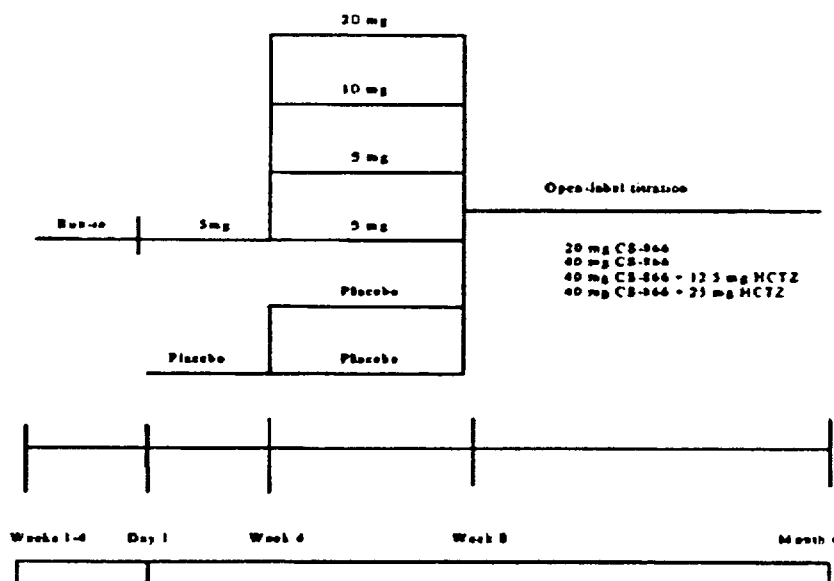 20 mg
10 mg
5 mg
Open-label titration
Run-in 5mg 5 mg
20 mg CS-866
40 mg CS-866
40 mg CS-866 + 12.5 mg HCTZ
40 mg CS-866 + 25 mg HCTZ
Placebo
Placebo Placebo
Weeks 1-4 Day 1 Week 4 Week 8 Month